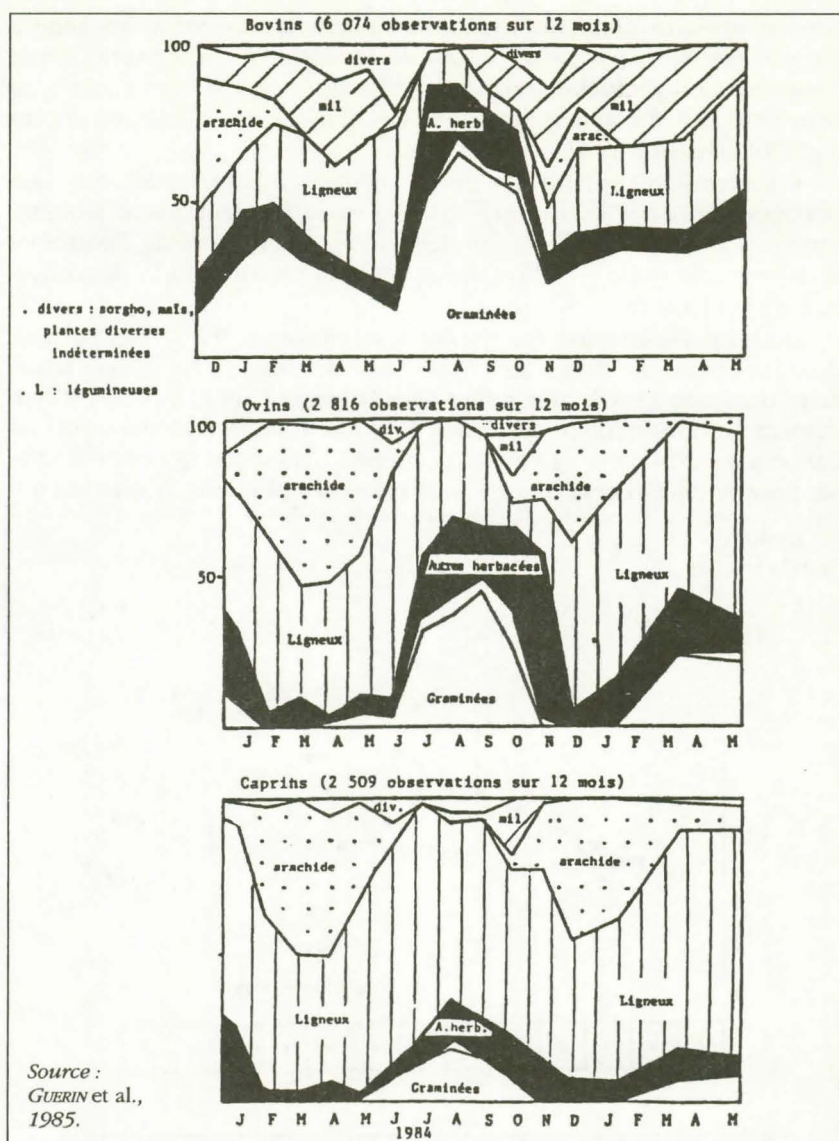 Bovins (6 074 observations sur 12 mois)
100
divers
divers
mil
mil
arachide
A. herb
arac.
Ligneux
Ligneux
50
Graminées
. divers : sorgho, maïs,
plantes diverses
indéterminées
. L : légumineuses
D J F M A M J J A S O N D J F M A M
Ovins (2 816 observations sur 12 mois)
100
div.
divers
mil
arachide
arachide
50
Autres herbacées
Ligneux
Ligneux
Graminées
J F M A M J J A S O N D J F M A M
Caprins (2 509 observations sur 12 mois)
div.
mil
arachide
arachide
Ligneux
Ligneux
A.herb.
Graminées
J F M A M J J A S O N D J F M A M
1984
Source :
GUERIN et al.,
1985.